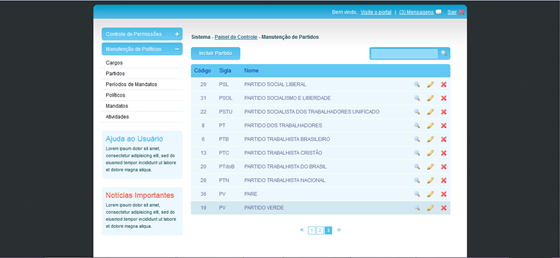 Bem vindo, Visite o portal | (3) Mensagens Sair
Controle de Permissões +
Manutenção de Políticos −
Cargos
Partidos
Períodos de Mandatos
Políticos
Mandatos
Atividades
Ajuda ao Usuário
Lorem ipsum dolor sit amet,
consectetur adipiscing elit, sed do
eiusmod tempor incididunt ut labore
et dolore magna aliqua.
Notícias Importantes
Lorem ipsum dolor sit amet,
consectetur adipiscing elit, sed do
eiusmod tempor incididunt ut labore
et dolore magna aliqua.
Sistema - Painel de Controle - Manutenção de Partidos
Incluir Partido
Código Sigla Nome
29 PSL PARTIDO SOCIAL LIBERAL
31 PSOL PARTIDO SOCIALISMO E LIBERDADE
22 PSTU PARTIDO SOCIALISTA DOS TRABALHADORES UNIFICADO
8 PT PARTIDO DOS TRABALHADORES
6 PTB PARTIDO TRABALHISTA BRASILEIRO
13 PTC PARTIDO TRABALHISTA CRISTÃO
20 PTdoB PARTIDO TRABALHISTA DO BRASIL
28 PTN PARTIDO TRABALHISTA NACIONAL
36 PV PARE
19 PV PARTIDO VERDE
« 1 2 3 »